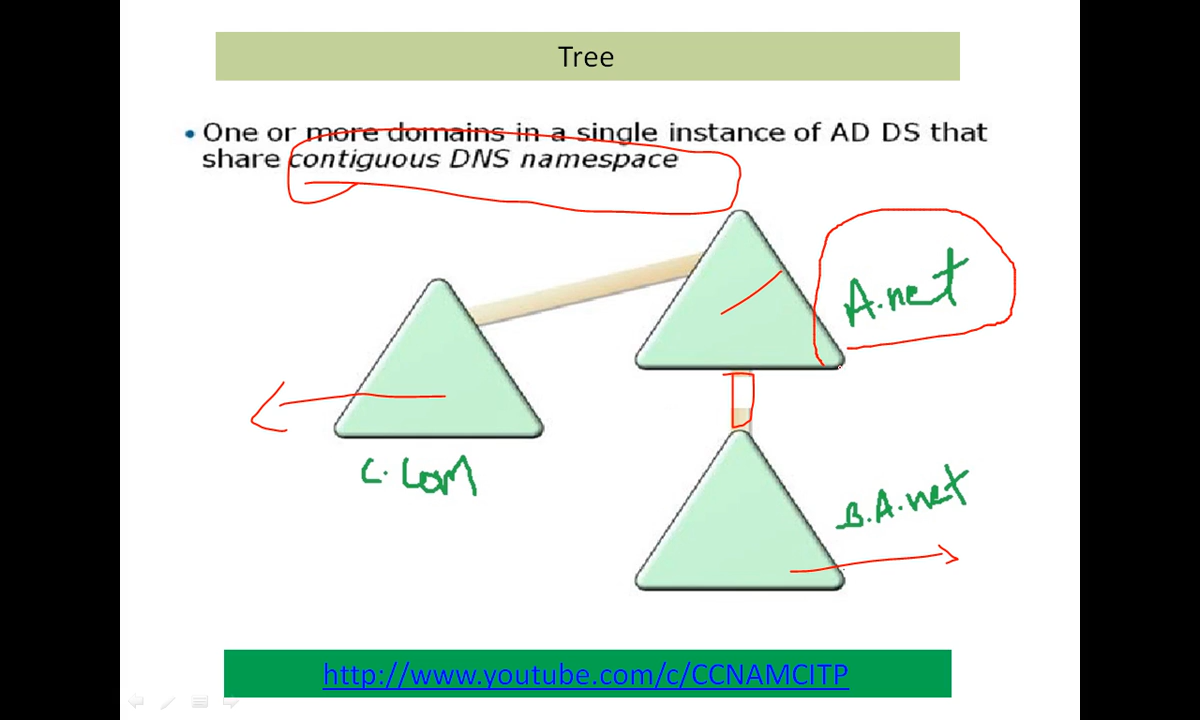 Tree
• One or more domains in a single instance of AD DS that
share contiguous DNS namespace
A.net
C.COM
B.A.net
http://www.youtube.com/c/CCNAMCITP